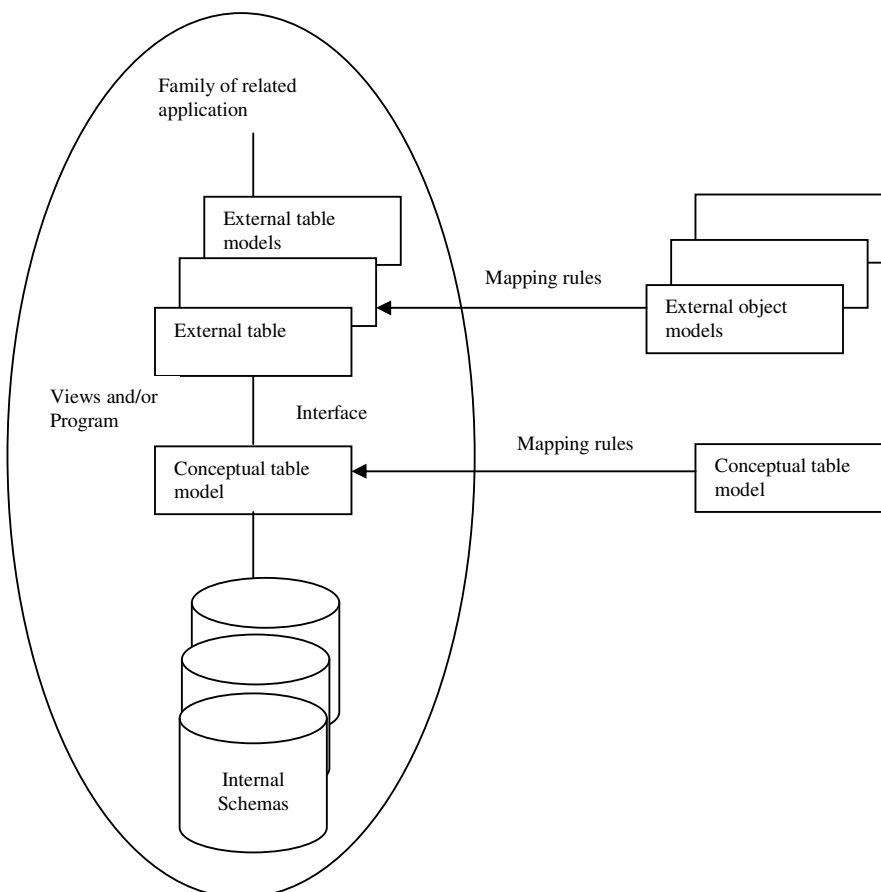 Family of related
application
External table
models
Mapping rules
External object
models
External table
Views and/or
Program
Interface
Mapping rules
Conceptual table
model
Conceptual table
model
Internal
Schemas